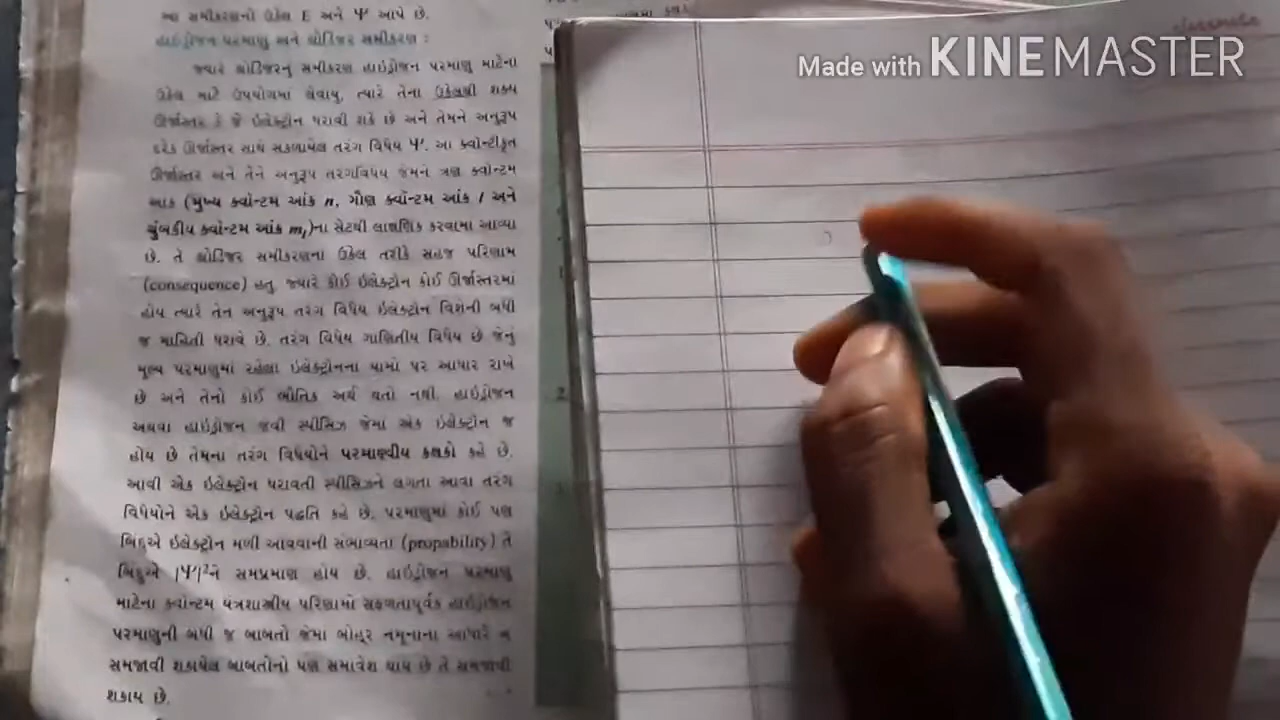 આ સમીકરણનો ઉકેલ E અને Ψ આપે છે.
હાઇડ્રોજન પરમાણુ અને શ્રોડિંજર સમીકરણ :
જ્યારે શ્રોડિંજરનું સમીકરણ હાઇડ્રોજન પરમાણુ માટેના
ઉકેલ માટે ઉપયોગમાં લેવાયુ, ત્યારે તેના ઉકેલથી શક્ય
ઊર્જાસ્તર કે જે ઇલેક્ટ્રોન ધરાવી શકે છે અને તેમને અનુરૂપ
દરેક ઊર્જાસ્તર સાથે સંકળાયેલ તરંગ વિધેય Ψ. આ ક્વોન્ટીકૃત
ઊર્જાસ્તર અને તેને અનુરૂપ તરંગવિધેય જેમને ત્રણ ક્વોન્ટમ
આંક (મુખ્ય ક્વૉન્ટમ આંક n, ગૌણ ક્વૉન્ટમ આંક l અને
ચુંબકીય ક્વૉન્ટમ આંક mₗ)ના સેટથી લાક્ષણિક કરવામાં આવ્યા
છે. તે શ્રોડિંજર સમીકરણના ઉકેલ તરીકે સહજ પરિણામ
(consequence) હતુ. જ્યારે કોઈ ઇલેક્ટ્રોન કોઈ ઊર્જાસ્તરમાં
હોય ત્યારે તેન અનુરૂપ તરંગ વિધેય ઇલેક્ટ્રોન વિશેની બધી
જ માહિતી ધરાવે છે. તરંગ વિધેય ગાણિતીય વિધેય છે જેનું
મૂલ્ય પરમાણુમાં રહેલા ઇલેક્ટ્રોનના યામો પર આધાર રાખે
છે અને તેનો કોઈ ભૌતિક અર્થ થતો નથી. હાઇડ્રોજન
અથવા હાઇડ્રોજન જેવી સ્પીસિઝ જેમાં એક ઇલેક્ટ્રોન જ
હોય છે તેમના તરંગ વિધેયોને પરમાણ્વીય કક્ષકો કહે છે.
આવી એક ઇલેક્ટ્રોન ધરાવતી સ્પીસિઝને લગતા આવા તરંગ
વિધેયોને એક ઇલેક્ટ્રોન પદ્ધતિ કહે છે. પરમાણુમાં કોઈ પણ
બિંદુએ ઇલેક્ટ્રોન મળી આવવાની સંભાવ્યતા (propability) તે
બિંદુએ |Ψ|²ને સમપ્રમાણ હોય છે. હાઇડ્રોજન પરમાણુ
માટેના ક્વોન્ટમ યંત્રશાસ્ત્રીય પરિણામો સફળતાપૂર્વક હાઇડ્રોજન
પરમાણુની બધી જ બાબતો જેમાં બોહ્‌ર નમૂનાના આધારે ન
સમજાવી શકાયેલ બાબતોનો પણ સમાવેશ થાય છે તે સમજાવી
શકાય છે.
classmate
Made with KINEMASTER